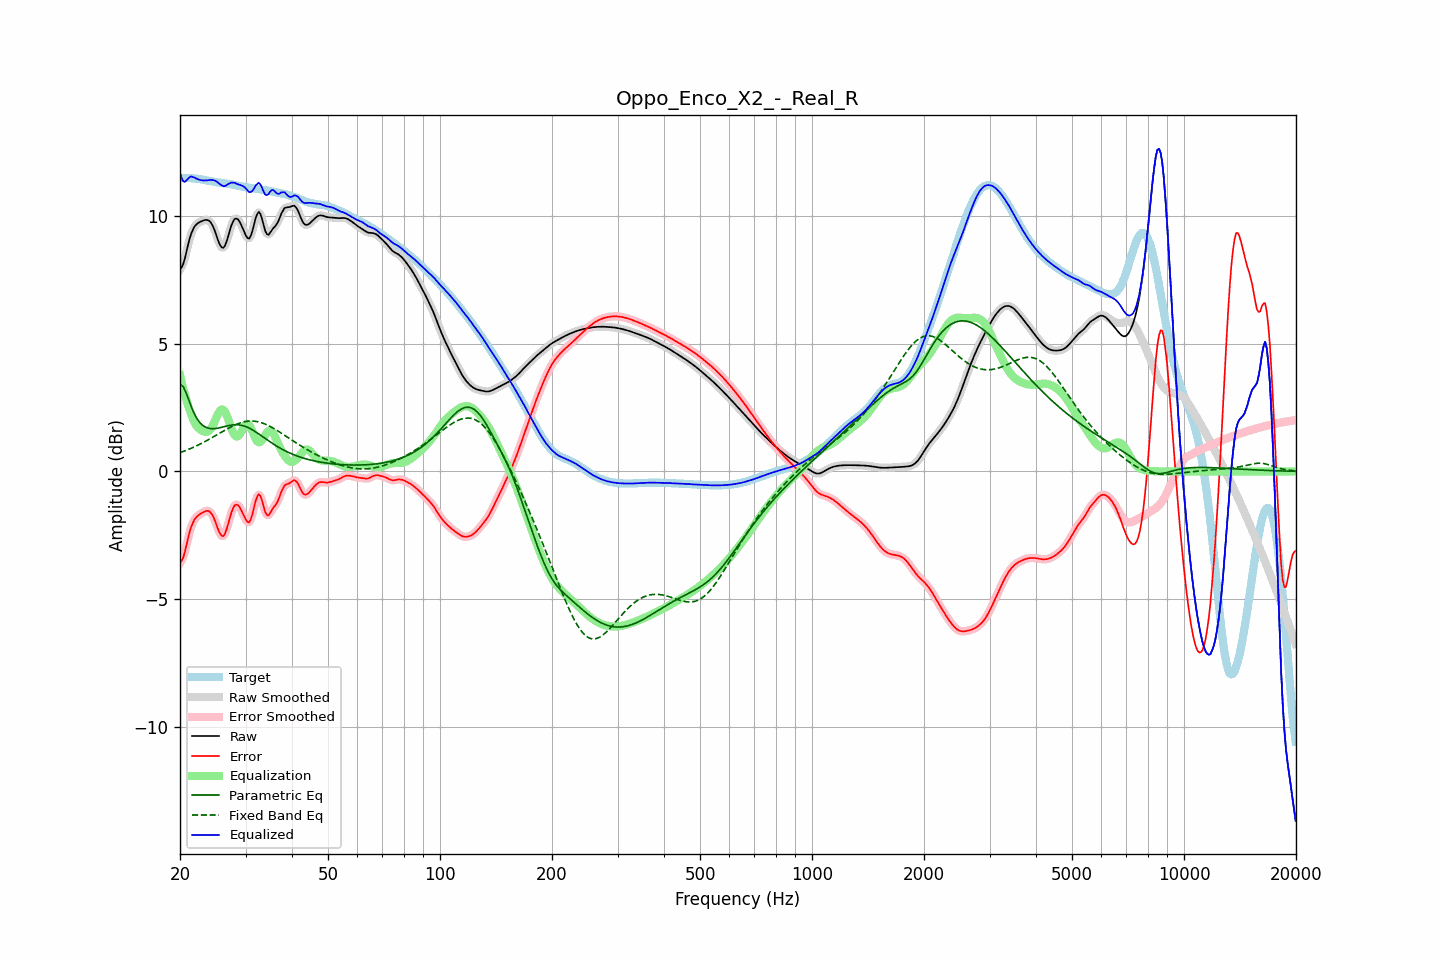 Oppo_Enco_X2_-_Real_R
Amplitude (dBr)
10
5
0
−5
−10
Target
Raw Smoothed
Error Smoothed
Raw
Error
Equalization
Parametric Eq
Fixed Band Eq
Equalized
20 50 100 200 500 1000 2000 5000 10000 20000
Frequency (Hz)